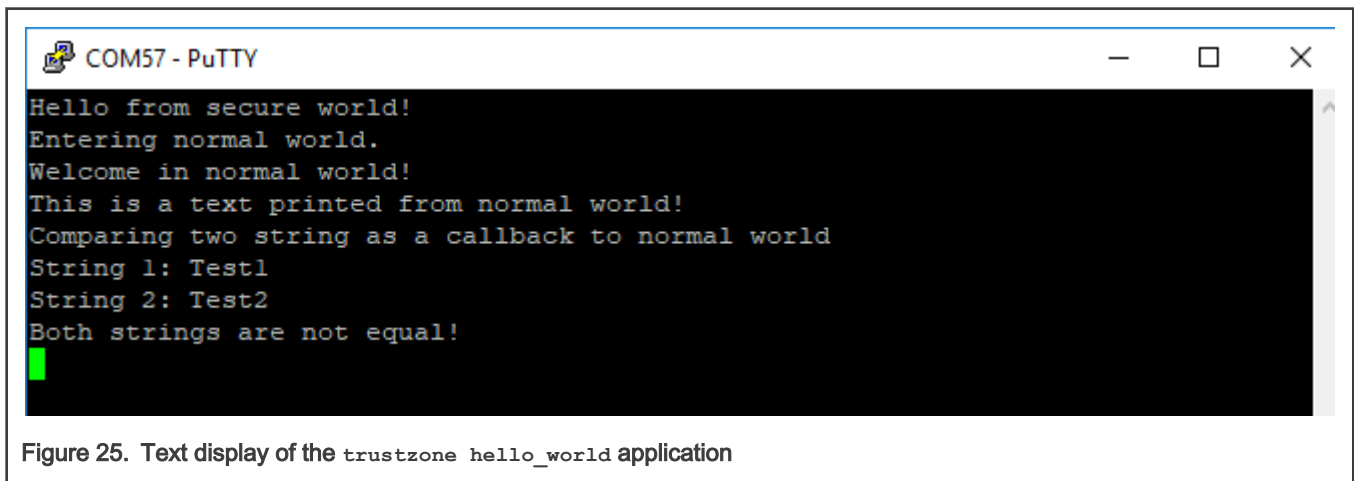 COM57 - PuTTY
Hello from secure world!
Entering normal world.
Welcome in normal world!
This is a text printed from normal world!
Comparing two string as a callback to normal world
String 1: Test1
String 2: Test2
Both strings are not equal!
Figure 25. Text display of the trustzone hello_world application